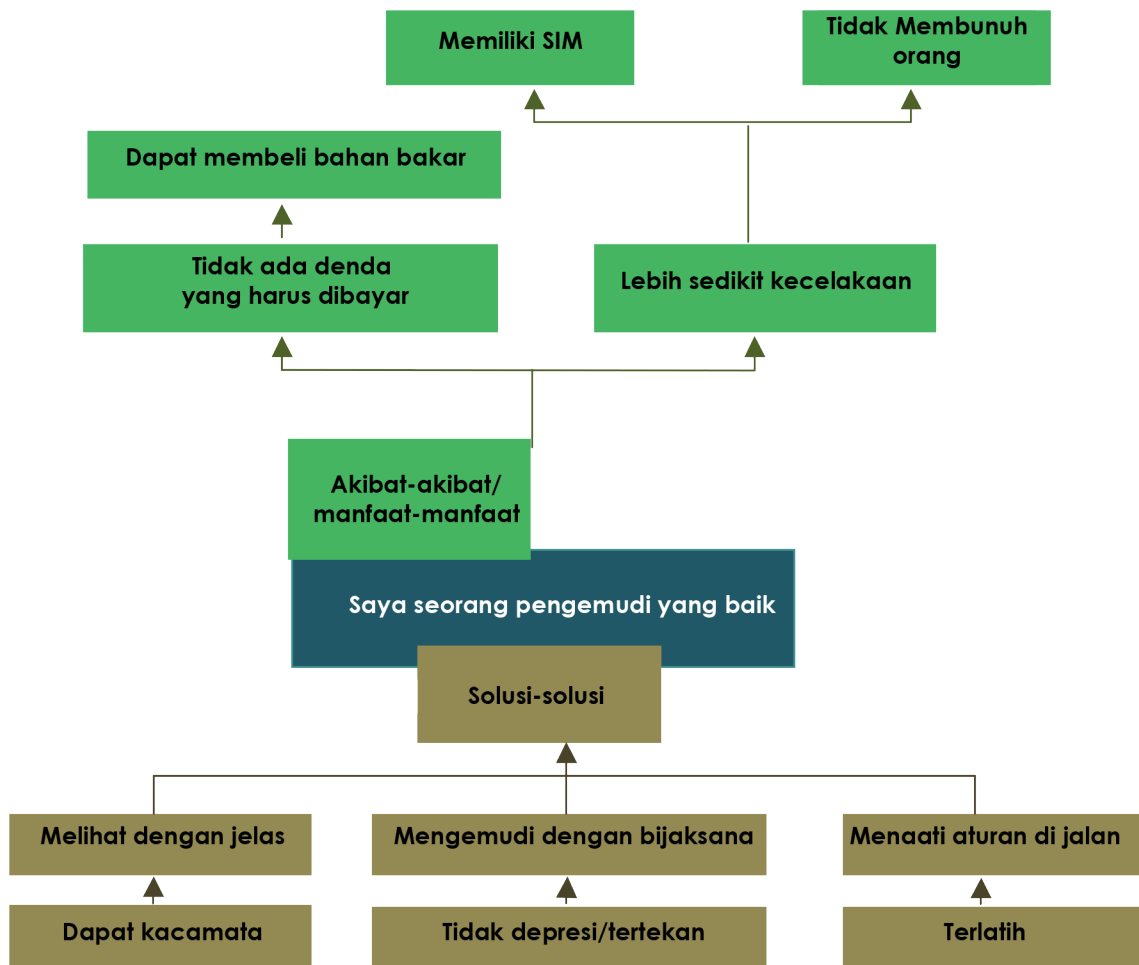 Memiliki SIM
Tidak Membunuh
orang
Dapat membeli bahan bakar
Tidak ada denda
yang harus dibayar
Lebih sedikit kecelakaan
Akibat-akibat/
manfaat-manfaat
Saya seorang pengemudi yang baik
Solusi-solusi
Melihat dengan jelas
Mengemudi dengan bijaksana
Menaati aturan di jalan
Dapat kacamata
Tidak depresi/tertekan
Terlatih